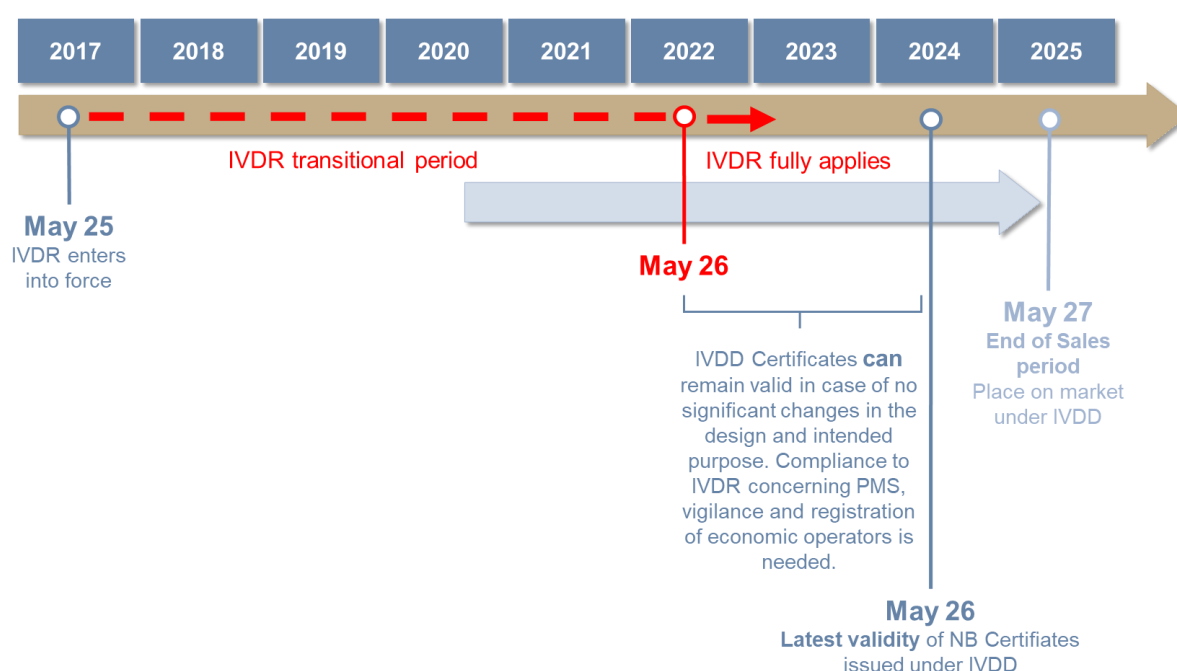 2017
2018
2019
2020
2021
2022
2023
2024
2025
IVDR transitional period
IVDR fully applies
May 25
IVDR enters
into force
May 26
May 27
End of Sales
period
Place on market
under IVDD
IVDD Certificates can
remain valid in case of no
significant changes in the
design and intended
purpose. Compliance to
IVDR concerning PMS,
vigilance and registration
of economic operators is
needed.
May 26
Latest validity of NB Certifiates
issued under IVDD